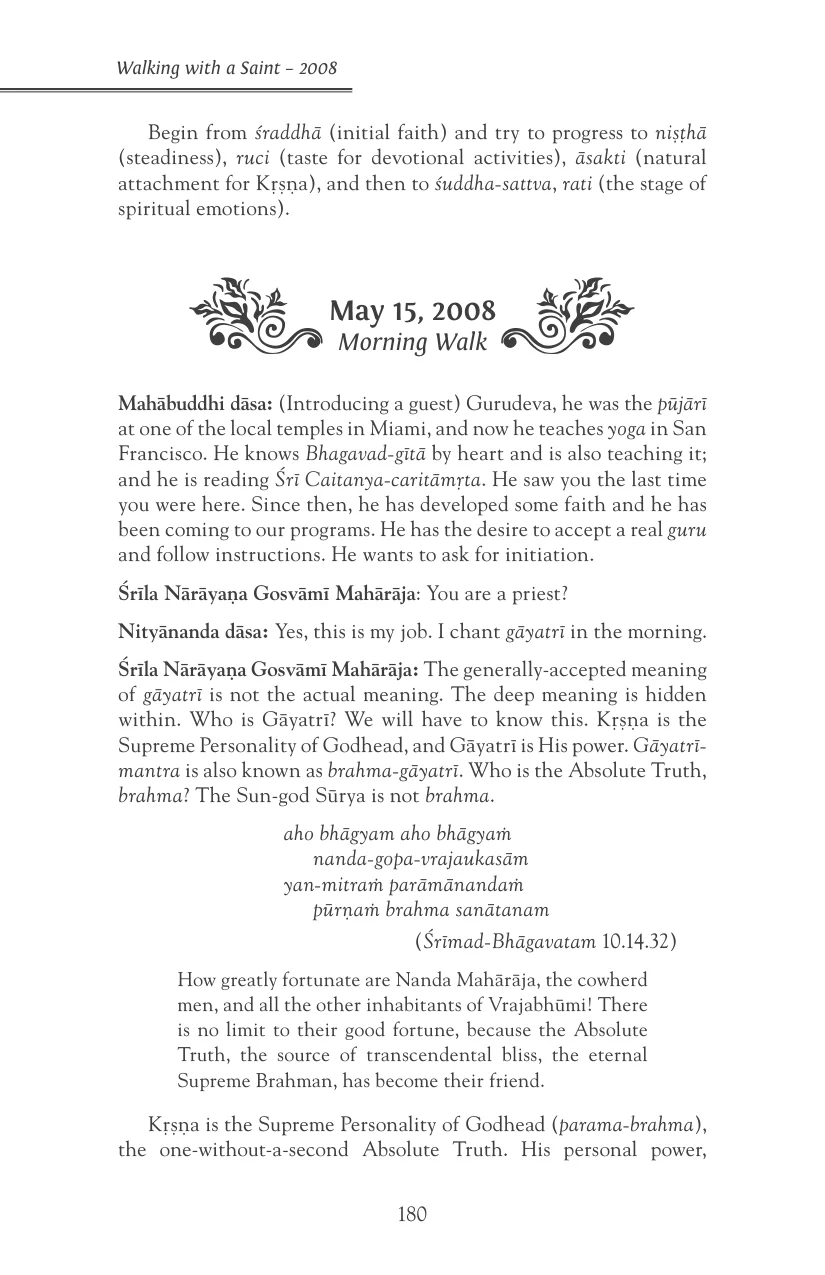 Walking with a Saint – 2008
Begin from śraddhā (initial faith) and try to progress to niṣṭhā
(steadiness), ruci (taste for devotional activities), āsakti (natural
attachment for Kṛṣṇa), and then to śuddha-sattva, rati (the stage of
spiritual emotions).
May 15, 2008
Morning Walk
Mahābuddhi dāsa: (Introducing a guest) Gurudeva, he was the pūjārī
at one of the local temples in Miami, and now he teaches yoga in San
Francisco. He knows Bhagavad-gītā by heart and is also teaching it;
and he is reading Śrī Caitanya-caritāmṛta. He saw you the last time
you were here. Since then, he has developed some faith and he has
been coming to our programs. He has the desire to accept a real guru
and follow instructions. He wants to ask for initiation.
Śrīla Nārāyaṇa Gosvāmī Mahārāja: You are a priest?
Nityānanda dāsa: Yes, this is my job. I chant gāyatrī in the morning.
Śrīla Nārāyaṇa Gosvāmī Mahārāja: The generally-accepted meaning
of gāyatrī is not the actual meaning. The deep meaning is hidden
within. Who is Gāyatrī? We will have to know this. Kṛṣṇa is the
Supreme Personality of Godhead, and Gāyatrī is His power. Gāyatrī-
mantra is also known as brahma-gāyatrī. Who is the Absolute Truth,
brahma? The Sun-god Sūrya is not brahma.
aho bhāgyam aho bhāgyaṁ
nanda-gopa-vrajaukasām
yan-mitraṁ parāmānandaṁ
pūrṇaṁ brahma sanātanam
(Śrīmad-Bhāgavatam 10.14.32)
How greatly fortunate are Nanda Mahārāja, the cowherd
men, and all the other inhabitants of Vrajabhūmi! There
is no limit to their good fortune, because the Absolute
Truth, the source of transcendental bliss, the eternal
Supreme Brahman, has become their friend.
Kṛṣṇa is the Supreme Personality of Godhead (parama-brahma),
the one-without-a-second Absolute Truth. His personal power,
180